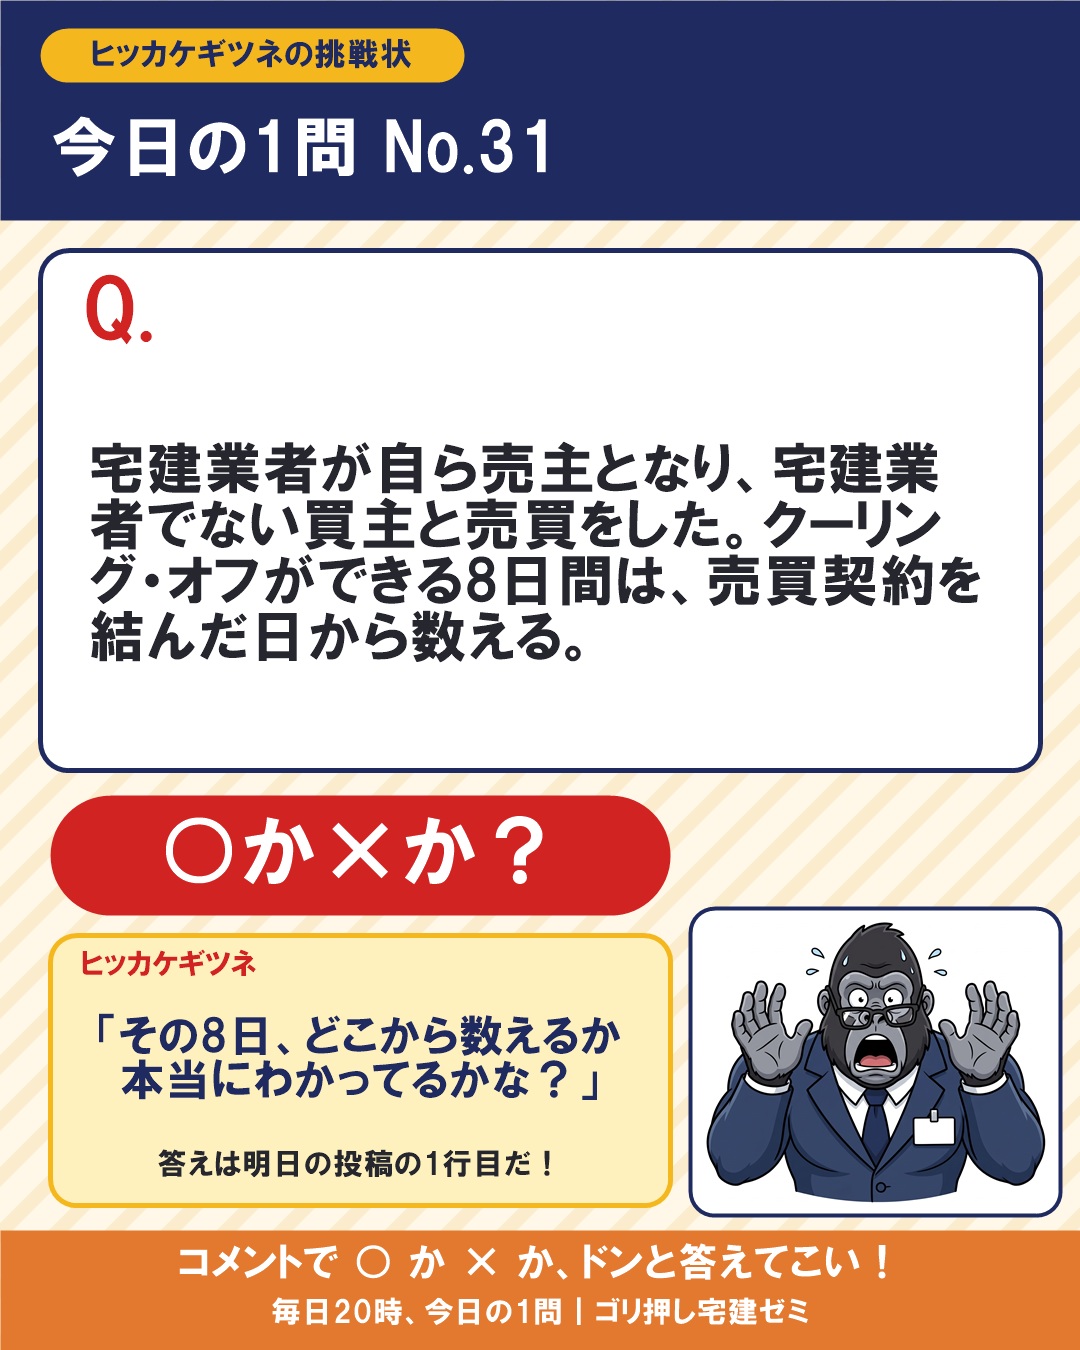 ヒッカケギツネの挑戦状
今日の1問 No.31
Q.
宅建業者が自ら売主となり、宅建業
者でない買主と売買をした。クーリン
グ・オフができる8日間は、売買契約を
結んだ日から数える。
〇か×か？
ヒッカケギツネ
「その8日、どこから数えるか
本当にわかってるかな？」
答えは明日の投稿の1行目だ！
コメントで 〇 か × か、ドンと答えてこい！
毎日20時、今日の1問｜ゴリ押し宅建ゼミ